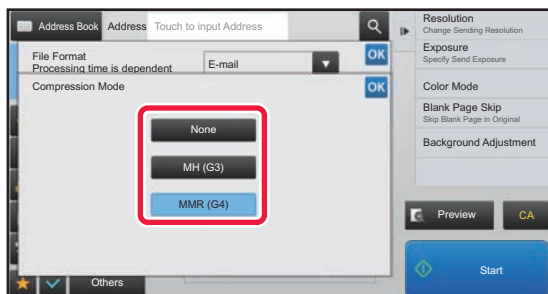 Address Book
Address
Touch to input Address
Resolution
Change Sending Resolution
File Format
Processing time is dependent
E-mail
OK
Exposure
Specify Send Exposure
Compression Mode
OK
Color Mode
Blank Page Skip
Skip Blank Page in Original
None
Background Adjustment
MH (G3)
MMR (G4)
Preview
CA
Others
Start